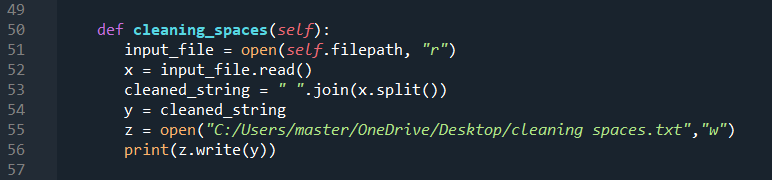 49
50 def cleaning_spaces(self):
51 input_file = open(self.filepath, "r")
52 x = input_file.read()
53 cleaned_string = " ".join(x.split())
54 y = cleaned_string
55 z = open("C:/Users/master/OneDrive/Desktop/cleaning spaces.txt","w")
56 print(z.write(y))
57